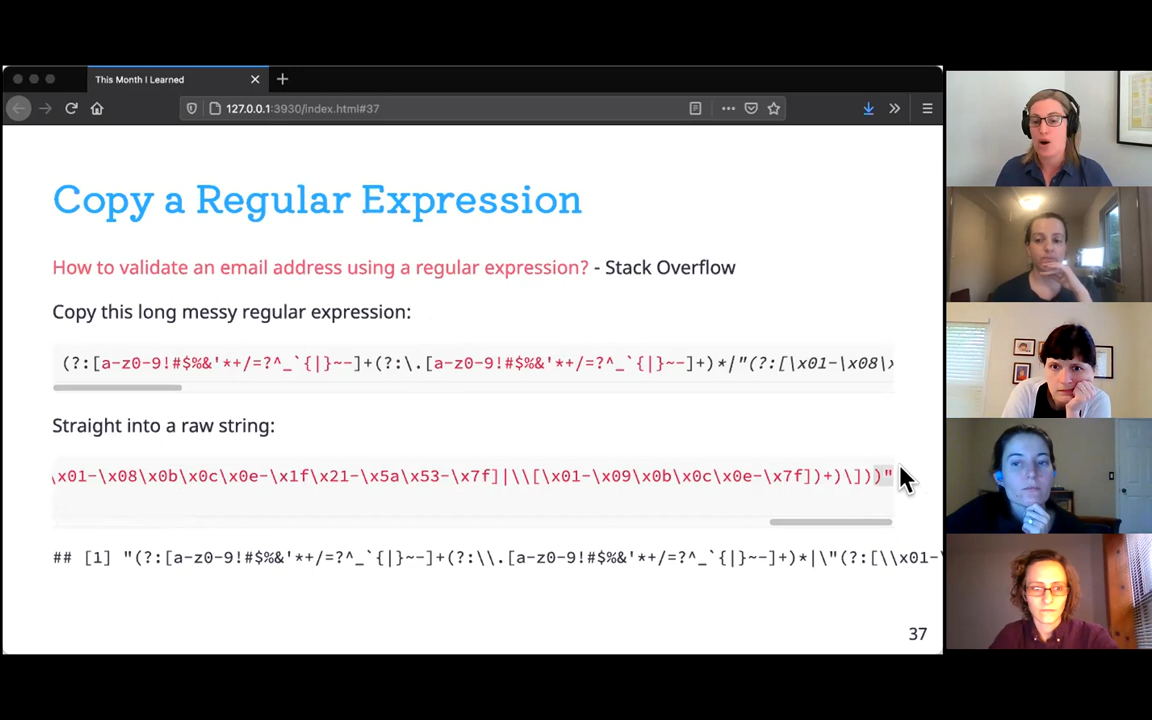 This Month I Learned
127.0.0.1:3930/index.html#37
Copy a Regular Expression
How to validate an email address using a regular expression? - Stack Overflow
Copy this long messy regular expression:
(?:[a-z0-9!#$%&'*+/=?^_`{|}~-]+(?:\.[a-z0-9!#$%&'*+/=?^_`{|}~-]+)*|"(?:[\x01-\x08\x
Straight into a raw string:
\x01-\x08\x0b\x0c\x0e-\x1f\x21-\x5a\x53-\x7f]|\\[\x01-\x09\x0b\x0c\x0e-\x7f])+)\]))"
## [1] "(?:[a-z0-9!#$%&'*+/=?^_`{|}~-]+(?:\\.[a-z0-9!#$%&'*+/=?^_`{|}~-]+)*|\"(?:[\\x01-\
37